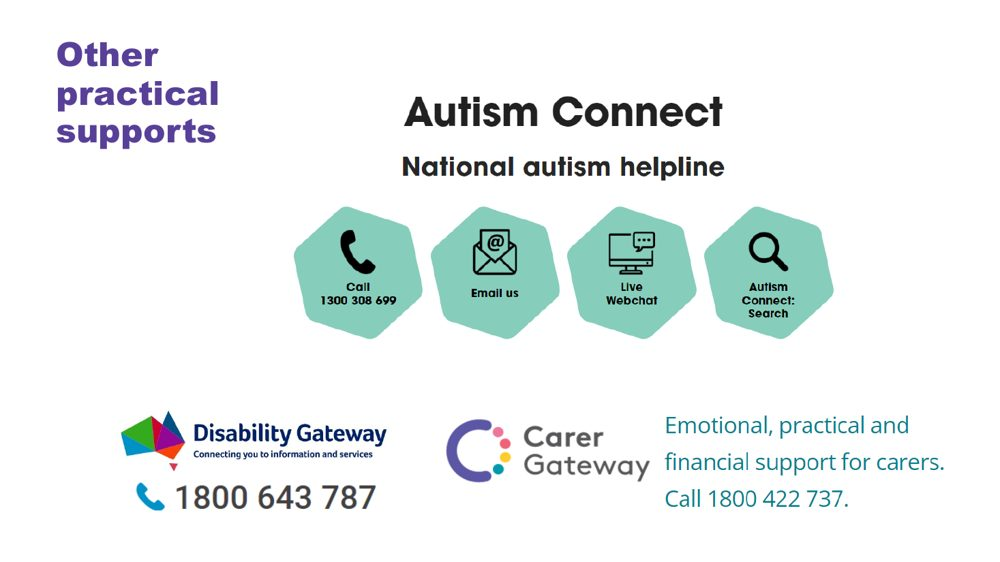 Other
practical
supports
Autism Connect
National autism helpline
Call
1300 308 699
@
Email us
Live
Webchat
Autism
Connect:
Search
Disability Gateway
Connecting you to information and services
1800 643 787
Carer
Gateway
Emotional, practical and
financial support for carers.
Call 1800 422 737.